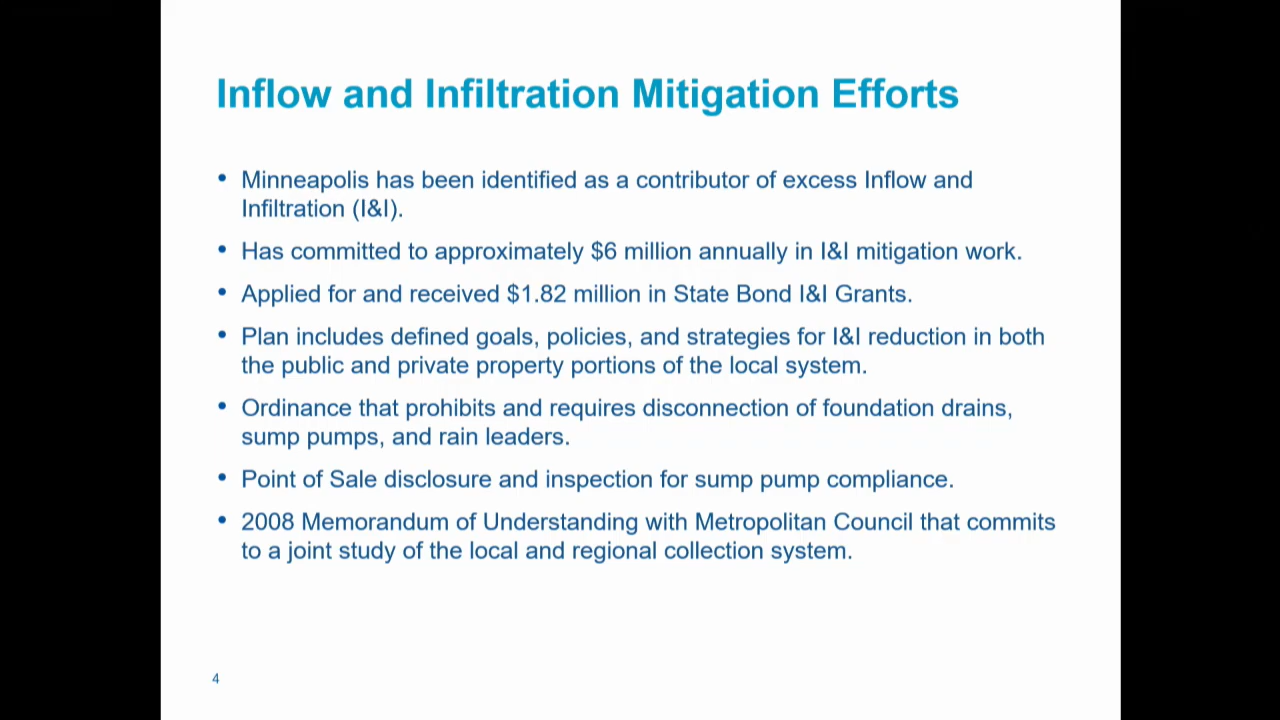 Inflow and Infiltration Mitigation Efforts
• Minneapolis has been identified as a contributor of excess Inflow and
Infiltration (I&I).
• Has committed to approximately $6 million annually in I&I mitigation work.
• Applied for and received $1.82 million in State Bond I&I Grants.
• Plan includes defined goals, policies, and strategies for I&I reduction in both
the public and private property portions of the local system.
• Ordinance that prohibits and requires disconnection of foundation drains,
sump pumps, and rain leaders.
• Point of Sale disclosure and inspection for sump pump compliance.
• 2008 Memorandum of Understanding with Metropolitan Council that commits
to a joint study of the local and regional collection system.
4